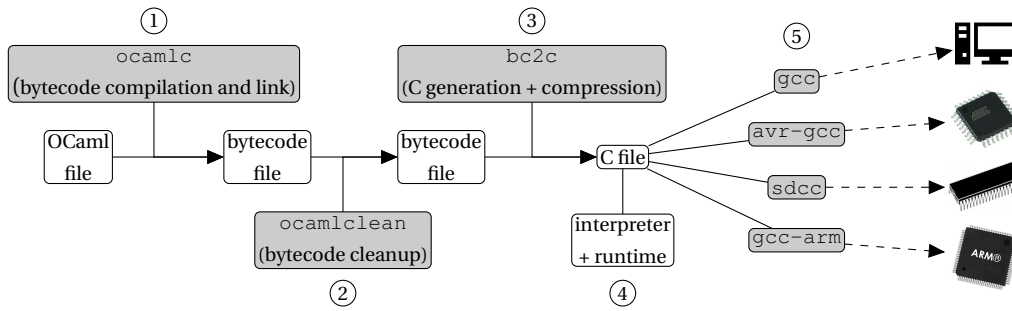 1
ocamlc
(bytecode compilation and link)
OCaml
file
bytecode
file
ocamlclean
(bytecode cleanup)
2
bytecode
file
3
bc2c
(C generation + compression)
C file
interpreter
+ runtime
4
5
gcc
avr-gcc
sdcc
gcc-arm
ARM®